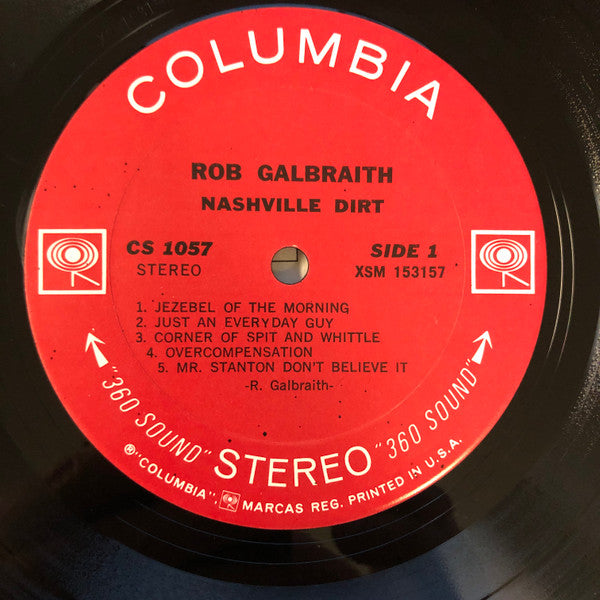 COLUMBIA
ROB GALBRAITH
NASHVILLE DIRT
CS 1057
STEREO
SIDE 1
XSM 153157
1. JEZEBEL OF THE MORNING
2. JUST AN EVERYDAY GUY
3. CORNER OF SPIT AND WHITTLE
4. OVERCOMPENSATION
5. MR. STANTON DON'T BELIEVE IT
-R. Galbraith-
"360 SOUND" STEREO "360 SOUND"
℗"COLUMBIA", MARCAS REG. PRINTED IN U.S.A.